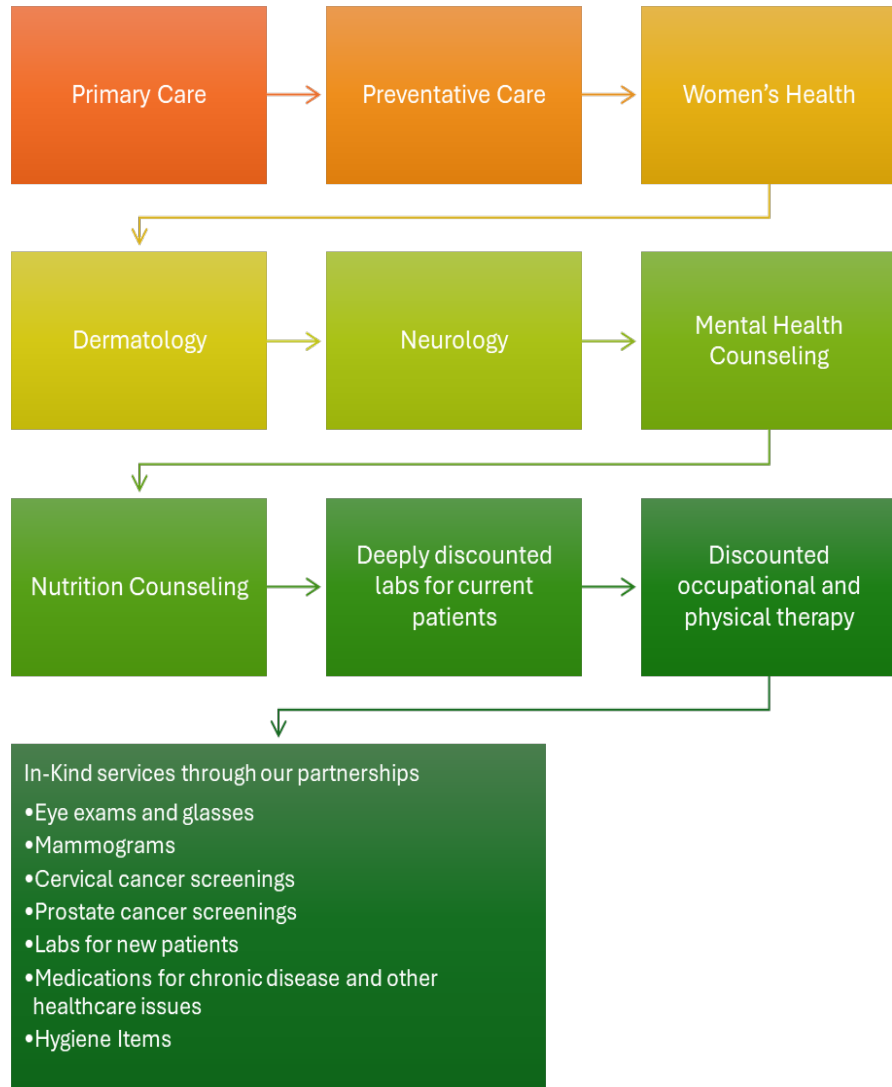 Primary Care
Preventative Care
Women’s Health
Dermatology
Neurology
Mental Health
Counseling
Nutrition Counseling
Deeply discounted
labs for current
patients
Discounted
occupational and
physical therapy
In-Kind services through our partnerships
•Eye exams and glasses
•Mammograms
•Cervical cancer screenings
•Prostate cancer screenings
•Labs for new patients
•Medications for chronic disease and other
healthcare issues
•Hygiene Items